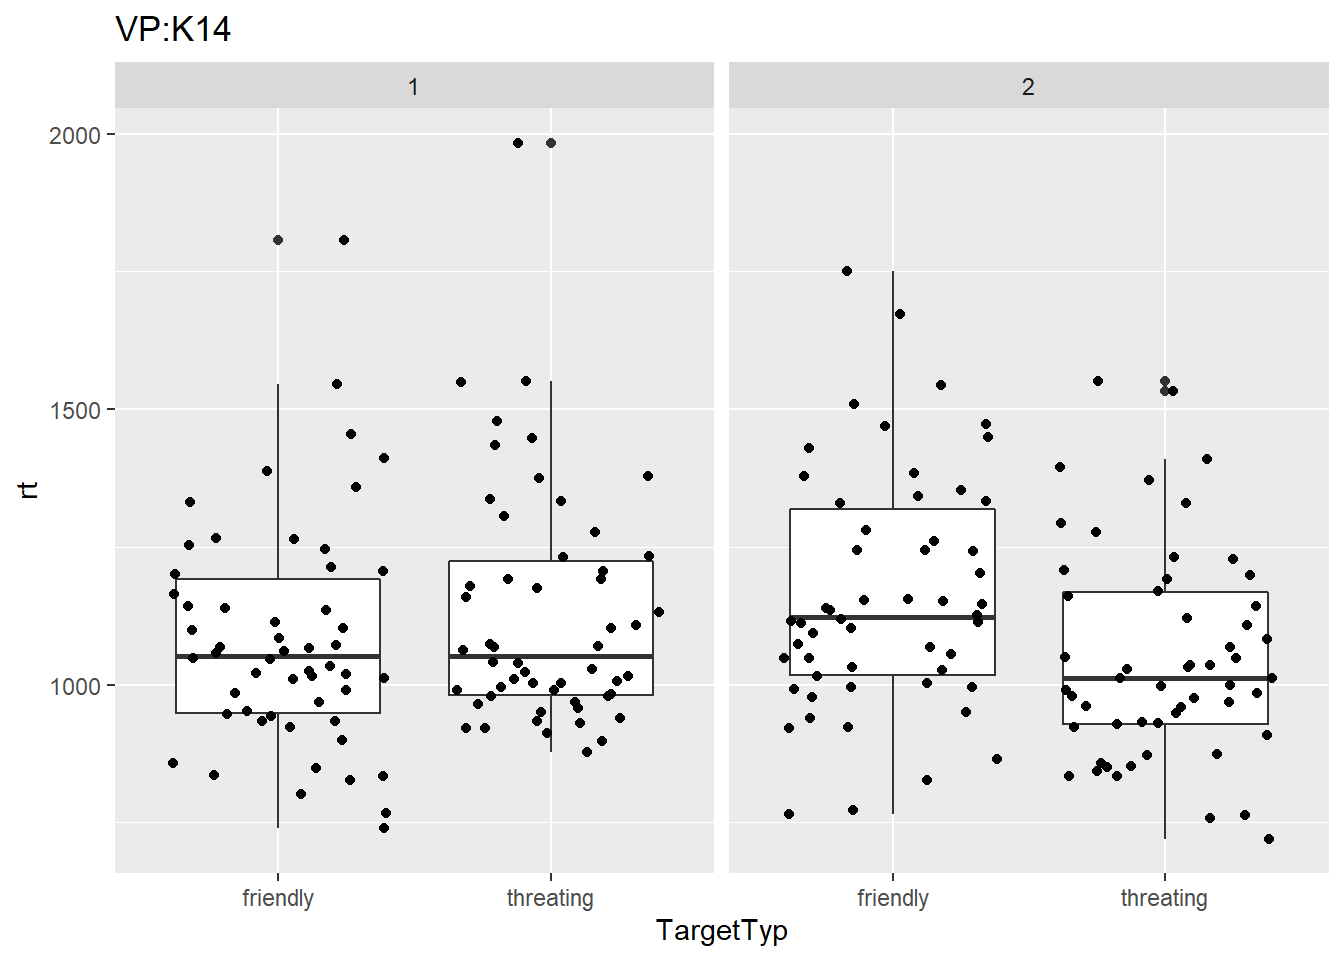 VP:K14
1
2
2000
1500
1000
rt
friendly
threating
friendly
threating
TargetTyp